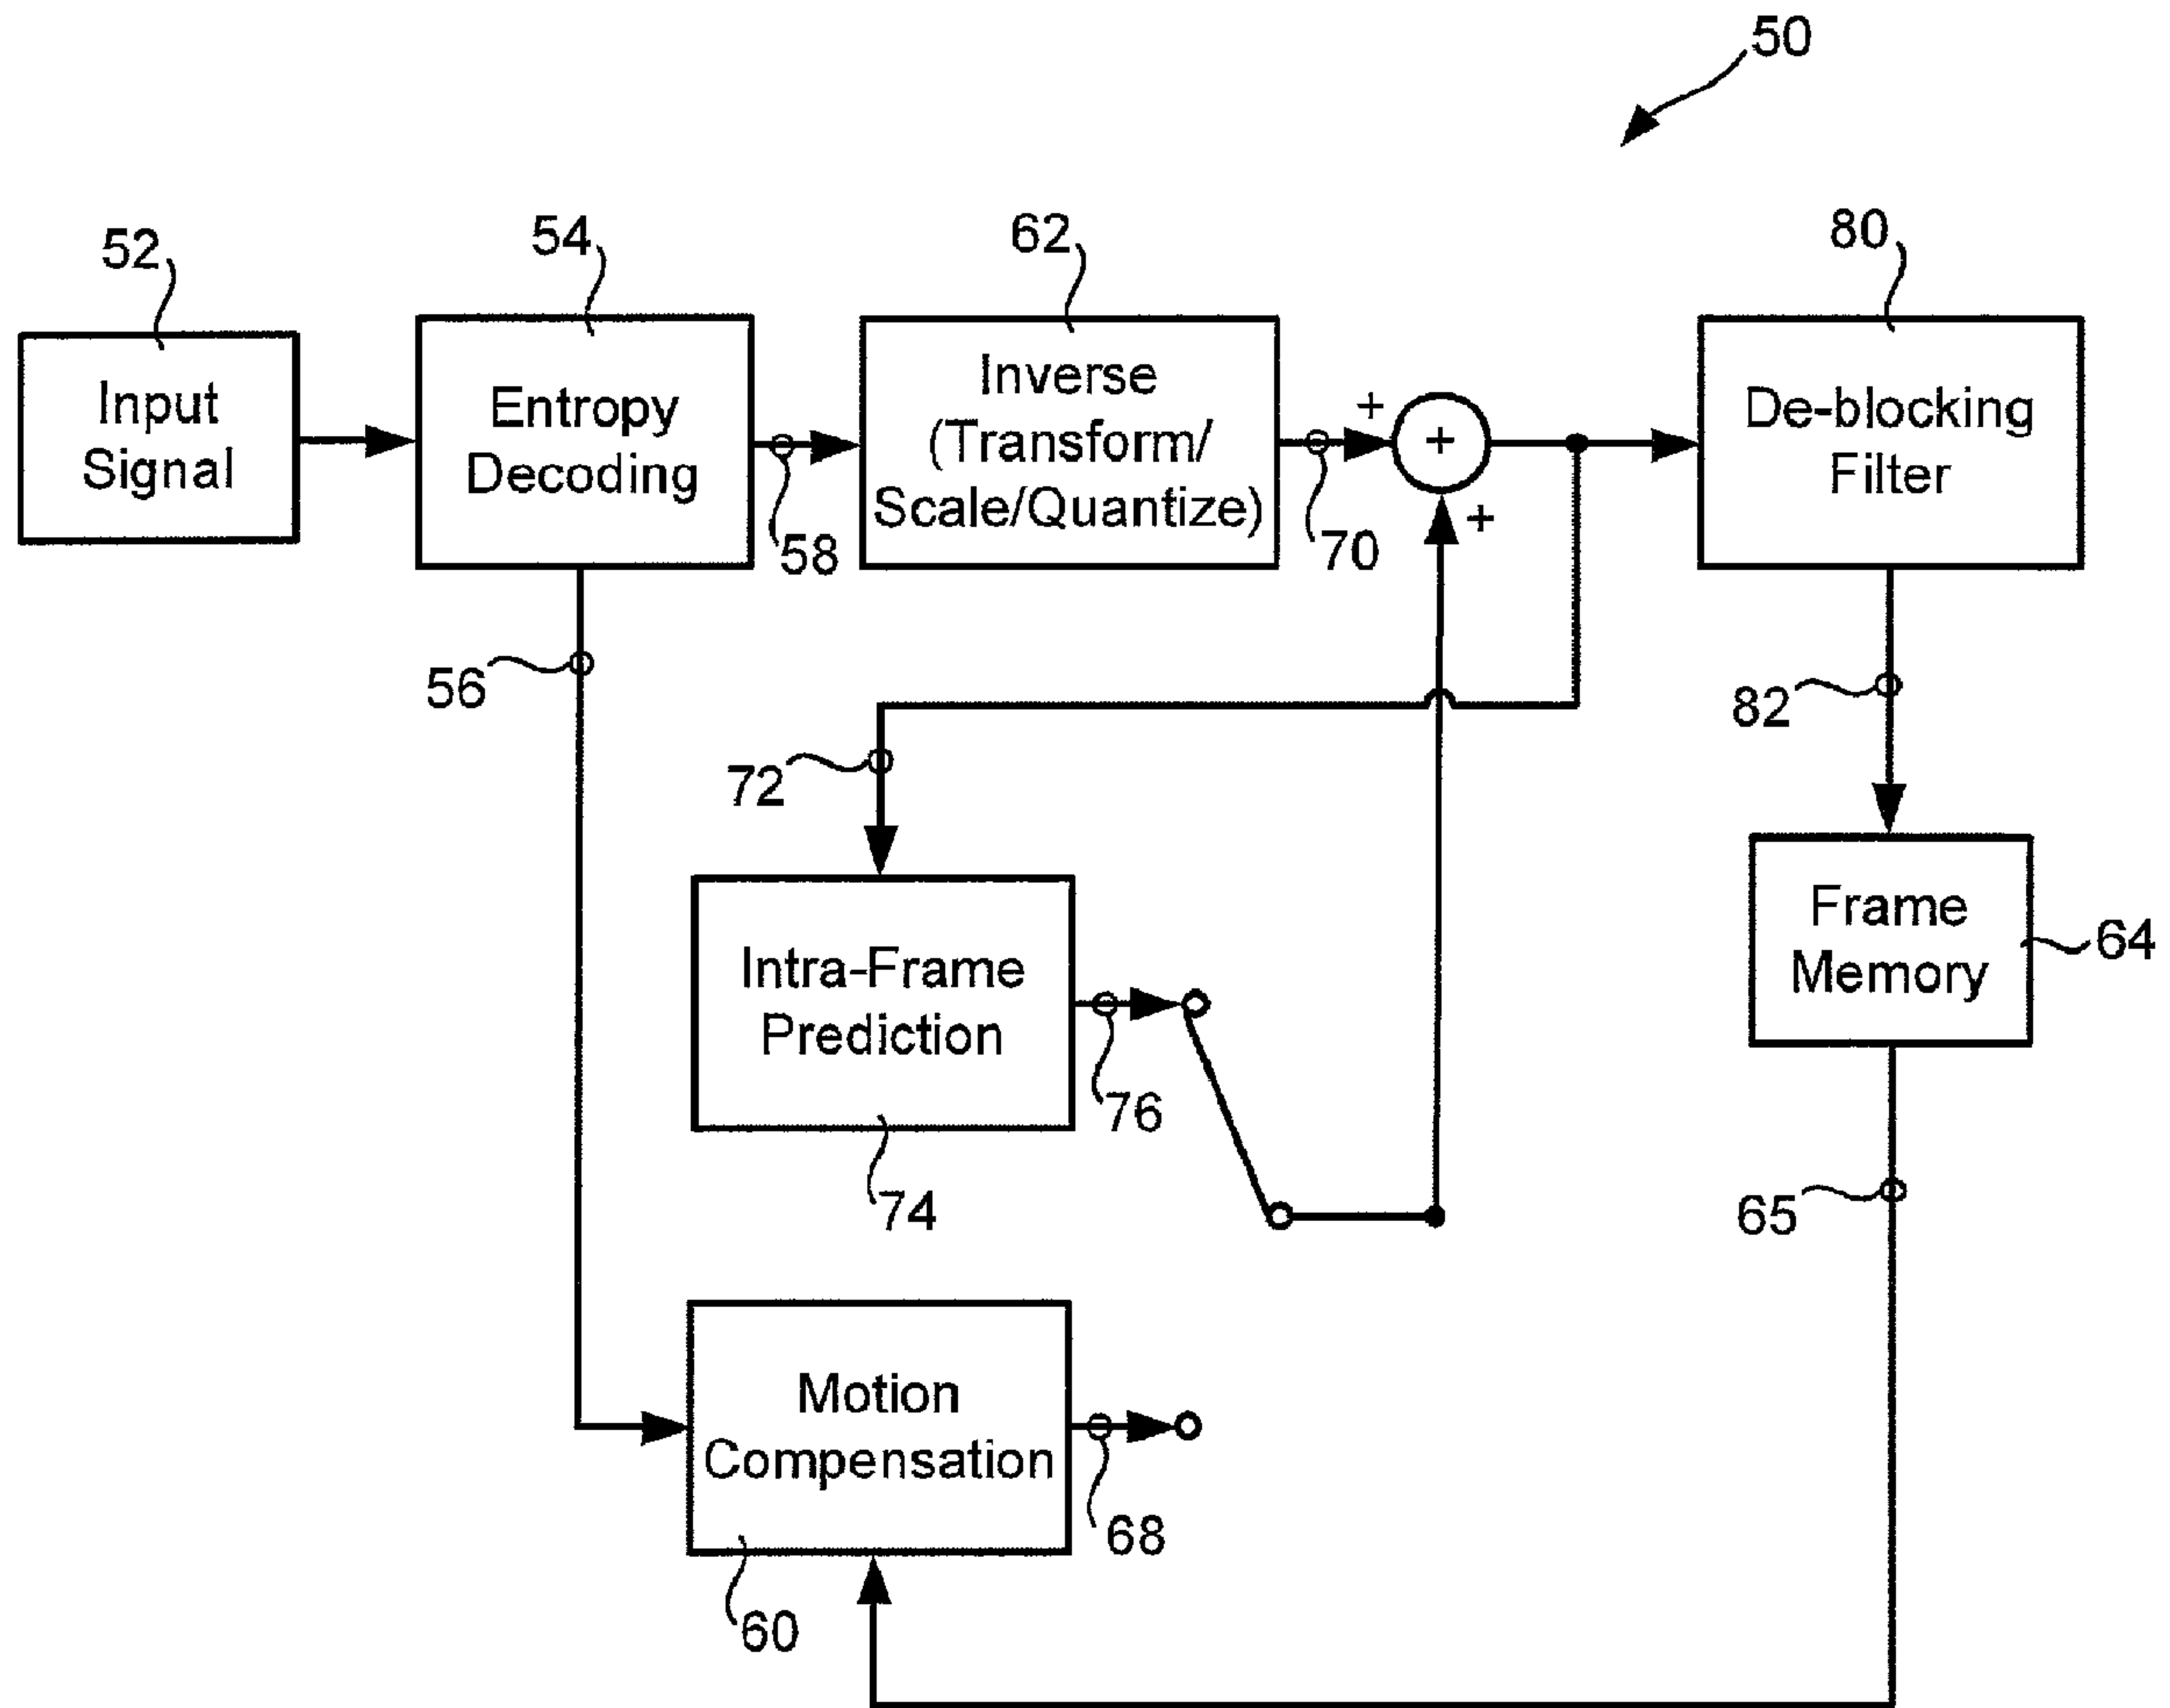 50
52
54
62
80
Input
Signal
Entropy
Decoding
Inverse
(Transform/
Scale/Quantize)
+
+
+
De-blocking
Filter
58
70
56
72
82
Intra-Frame
Prediction
76
74
Frame
Memory
64
65
Motion
Compensation
68
60